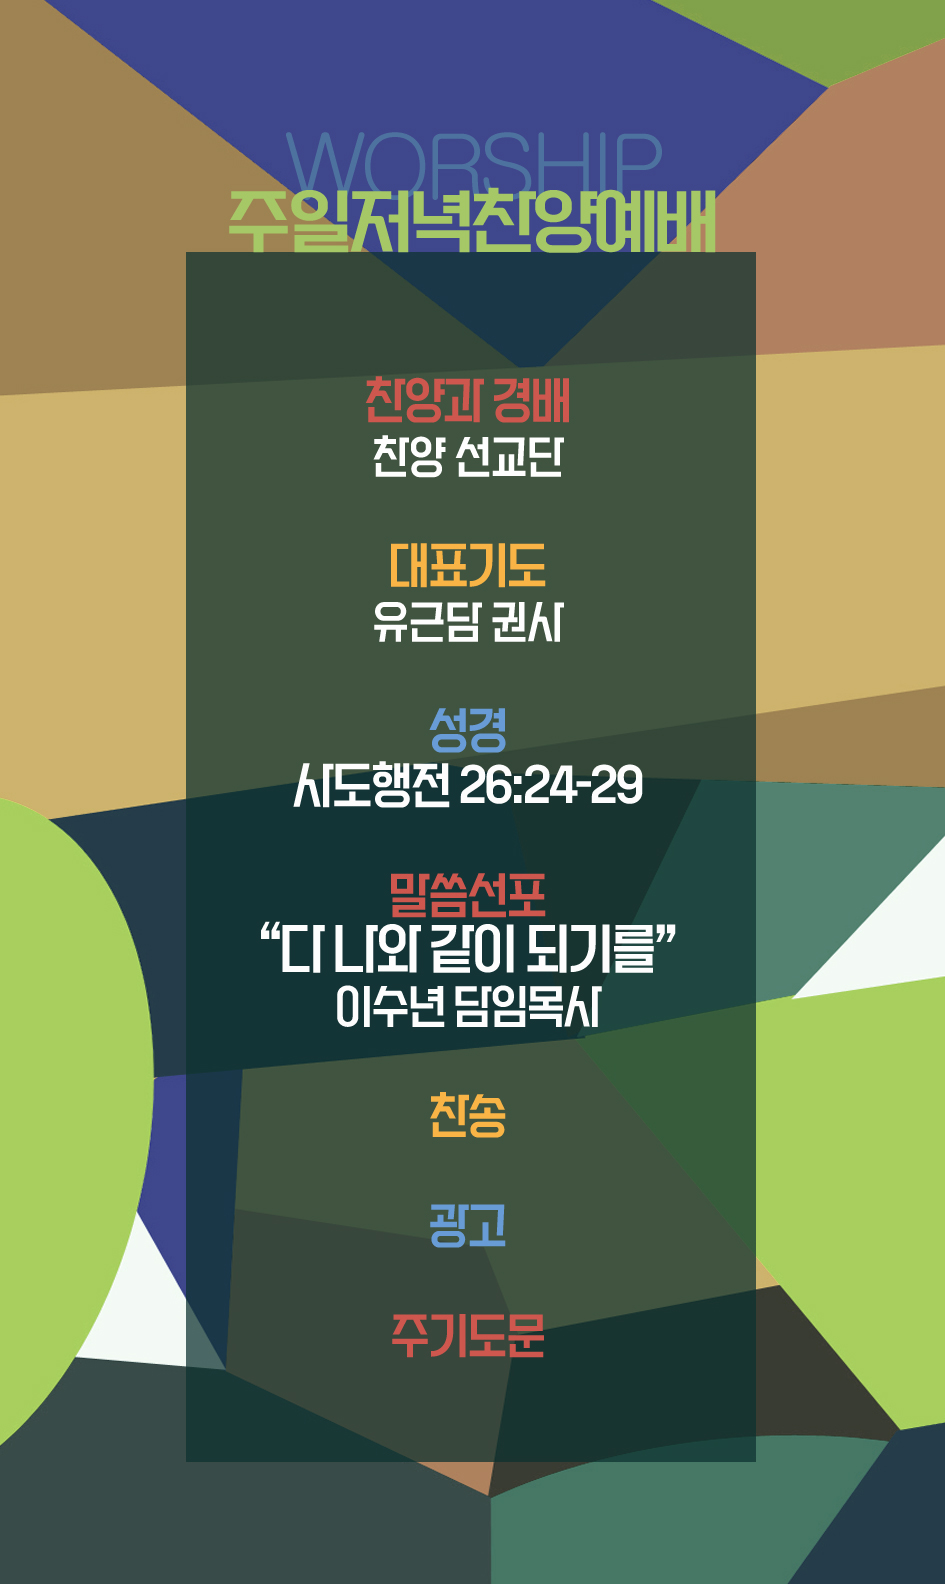 WORSHIP
주일저녁찬양예배
찬양과 경배
찬양 선교단
대표기도
유근담 권사
성경
사도행전 26:24-29
말씀선포
“다 나와 같이 되기를”
이수년 담임목사
찬송
광고
주기도문